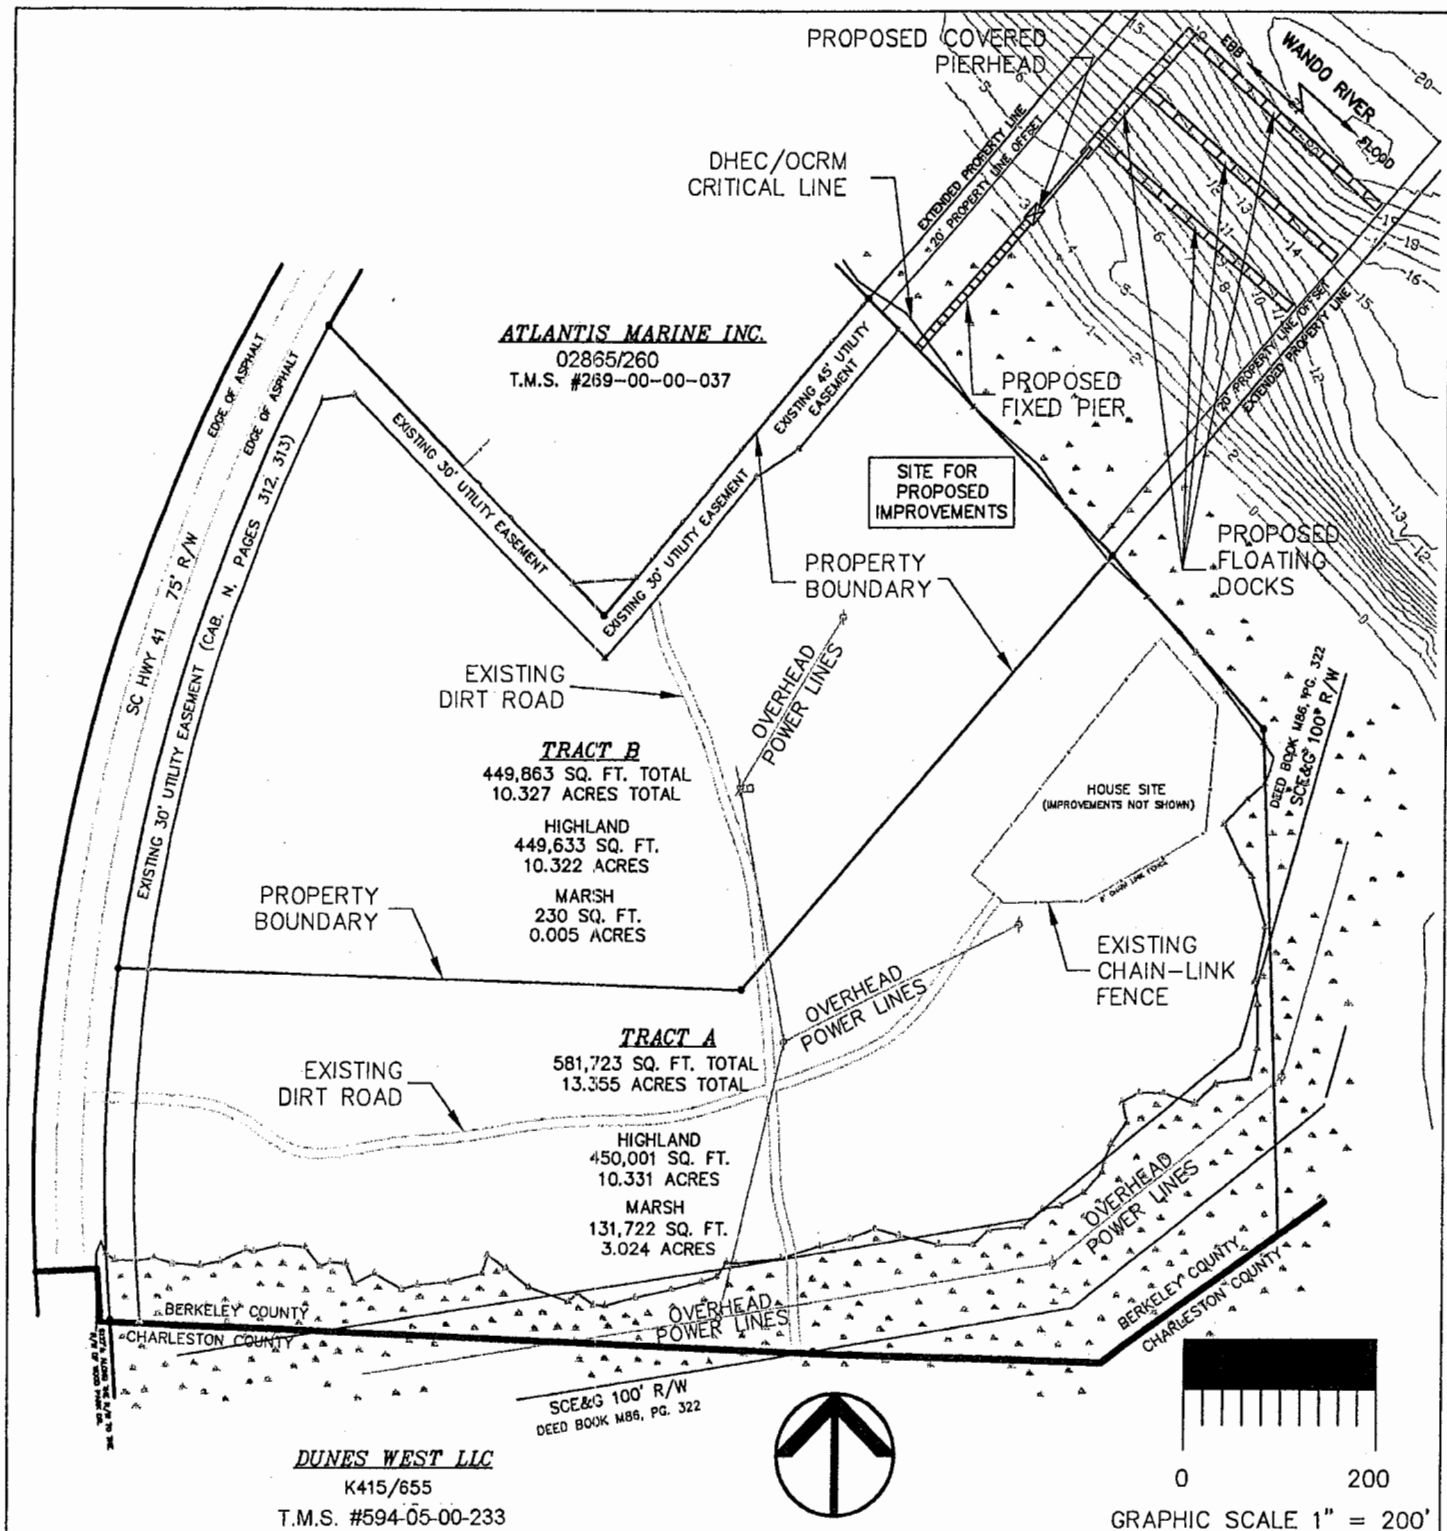 PROPOSED COVERED
PIERHEAD
EBB
WANDO RIVER
FLOOD
DHEC/OCRM
CRITICAL LINE
EXTENDED PROPERTY LINE
20' PROPERTY LINE OFFSET
ATLANTIS MARINE INC.
02865/260
T.M.S. #269-00-00-037
EDGE OF ASPHALT
EDGE OF ASPHALT
EXISTING 45' UTILITY
EASEMENT
PROPOSED
FIXED PIER
20' PROPERTY LINE OFFSET
EXTENDED PROPERTY LINE
EXISTING 30' UTILITY EASEMENT
EXISTING 30' UTILITY EASEMENT
SITE FOR
PROPOSED
IMPROVEMENTS
PROPERTY
BOUNDARY
PROPOSED
FLOATING
DOCKS
SC HWY 41 75' R/W
EXISTING 30' UTILITY EASEMENT (CAB. N, PAGES 312, 313)
EXISTING
DIRT ROAD
OVERHEAD
POWER LINES
TRACT B
449,863 SQ. FT. TOTAL
10.327 ACRES TOTAL
HIGHLAND
449,633 SQ. FT.
10.322 ACRES
MARSH
230 SQ. FT.
0.005 ACRES
HOUSE SITE
(IMPROVEMENTS NOT SHOWN)
DEED BOOK M86, PG. 322
SCE&G 100' R/W
PROPERTY
BOUNDARY
EXISTING
CHAIN-LINK
FENCE
OVERHEAD
POWER LINES
TRACT A
581,723 SQ. FT. TOTAL
13.355 ACRES TOTAL
EXISTING
DIRT ROAD
HIGHLAND
450,001 SQ. FT.
10.331 ACRES
MARSH
131,722 SQ. FT.
3.024 ACRES
OVERHEAD
POWER LINES
BERKELEY COUNTY
CHARLESTON COUNTY
OVERHEAD
POWER LINES
BERKELEY COUNTY
CHARLESTON COUNTY
SCE&G 100' R/W
DEED BOOK M86, PG. 322
DUNES WEST LLC
K415/655
T.M.S. #594-05-00-233
0 200
GRAPHIC SCALE 1" = 200'